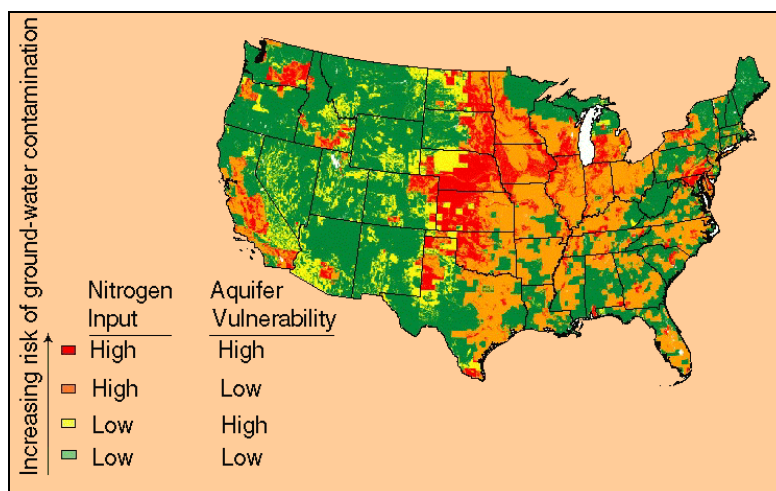 Increasing risk of ground-water contamination
Nitrogen Aquifer
Input Vulnerability
High High
High Low
Low High
Low Low